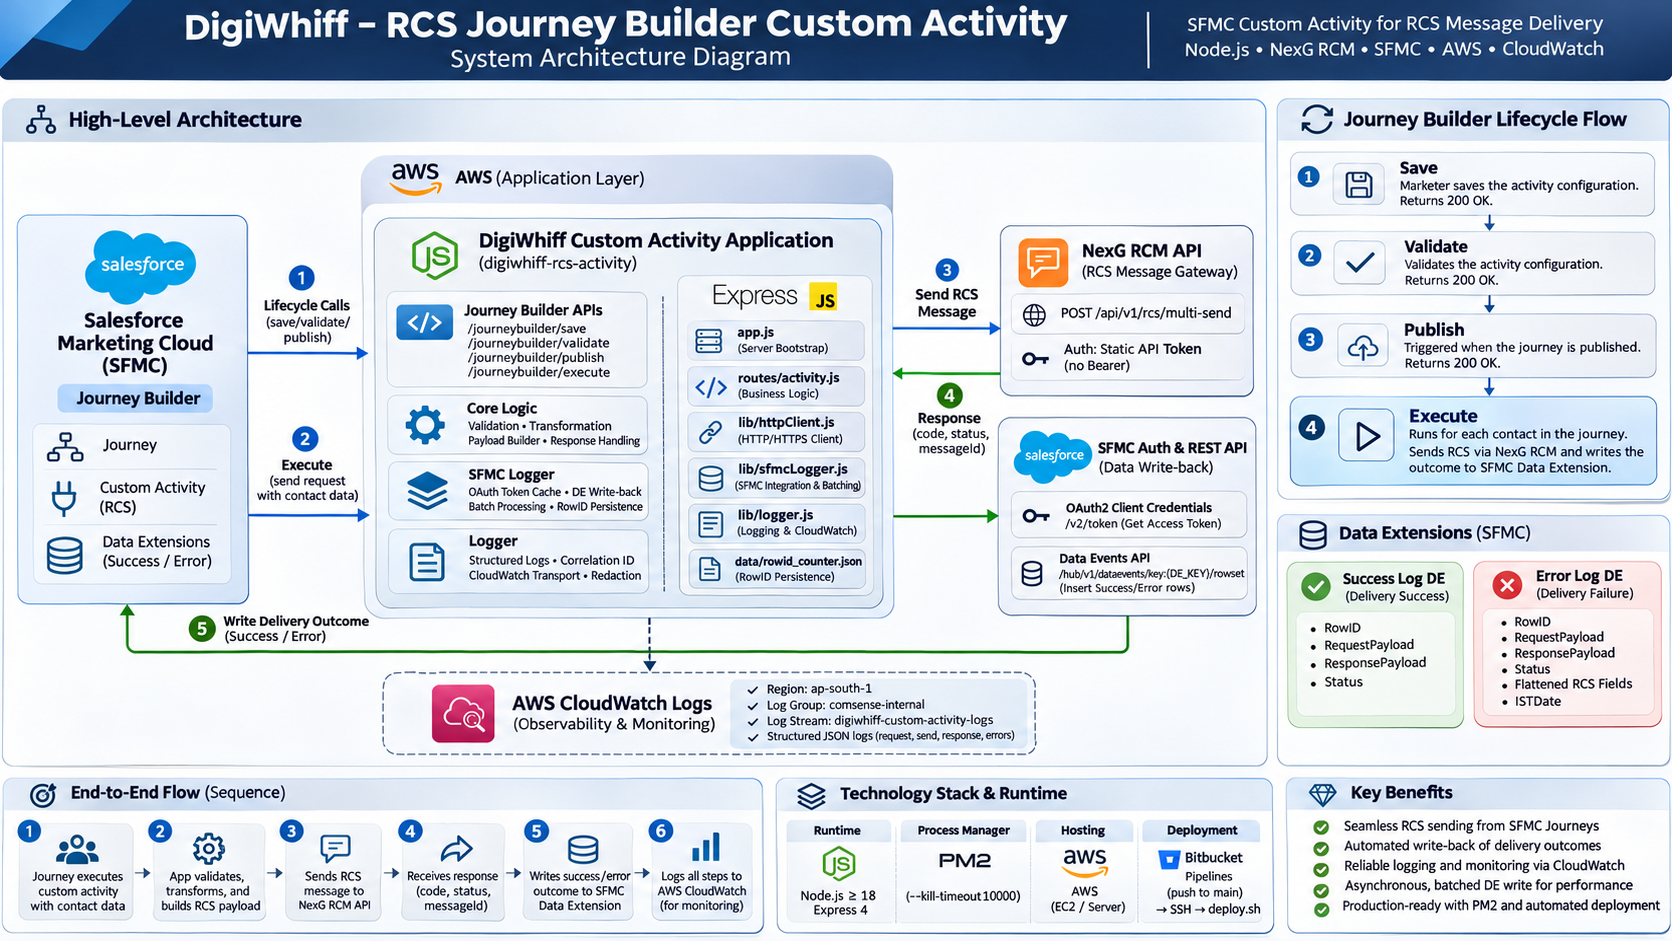 DigiWhiff – RCS Journey Builder Custom Activity
System Architecture Diagram
SFMC Custom Activity for RCS Message Delivery
Node.js • NexG RCM • SFMC • AWS • CloudWatch
High-Level Architecture
salesforce
Salesforce
Marketing Cloud
(SFMC)
Journey Builder
Journey
Custom Activity
(RCS)
Data Extensions
(Success / Error)
1
Lifecycle Calls
(save/validate/
publish)
2
Execute
(send request
with contact data)
aws
AWS (Application Layer)
JS
DigiWhiff Custom Activity Application
(digiwhiff-rcs-activity)
Journey Builder APIs
/journeybuilder/save
/journeybuilder/validate
/journeybuilder/publish
/journeybuilder/execute
Core Logic
Validation • Transformation
Payload Builder • Response Handling
SFMC Logger
OAuth Token Cache • DE Write-back
Batch Processing • RowID Persistence
Logger
Structured Logs • Correlation ID
CloudWatch Transport • Redaction
Express JS
app.js
(Server Bootstrap)
routes/activity.js
(Business Logic)
lib/httpClient.js
(HTTP/HTTPS Client)
lib/sfmcLogger.js
(SFMC Integration & Batching)
lib/logger.js
(Logging & CloudWatch)
data/rowid_counter.json
(RowID Persistence)
3
Send RCS
Message
4
Response
(code, status,
messageId)
NexG RCM API
(RCS Message Gateway)
POST /api/v1/rcs/multi-send
Auth: Static API Token
(no Bearer)
salesforce
SFMC Auth & REST API
(Data Write-back)
OAuth2 Client Credentials
/v2/token (Get Access Token)
Data Events API
/hub/v1/dataevents/key:{DE_KEY}/rowset
(Insert Success/Error rows)
5
Write Delivery Outcome
(Success / Error)
AWS CloudWatch Logs
(Observability & Monitoring)
Region: ap-south-1
Log Group: comsense-internal
Log Stream: digiwhiff-custom-activity-logs
Structured JSON logs (request, send, response, errors)
Journey Builder Lifecycle Flow
1
Save
Marketer saves the activity configuration.
Returns 200 OK.
2
Validate
Validates the activity configuration.
Returns 200 OK.
3
Publish
Triggered when the journey is published.
Returns 200 OK.
4
Execute
Runs for each contact in the journey.
Sends RCS via NexG RCM and writes the
outcome to SFMC Data Extension.
Data Extensions (SFMC)
Success Log DE
(Delivery Success)
• RowID
• RequestPayload
• ResponsePayload
• Status
Error Log DE
(Delivery Failure)
• RowID
• RequestPayload
• ResponsePayload
• Status
• Flattened RCS Fields
• ISTDate
End-to-End Flow (Sequence)
1
Journey executes
custom activity
with contact data
2
App validates,
transforms, and
builds RCS payload
3
Sends RCS
message to
NexG RCM API
4
Receives response
(code, status,
messageId)
5
Writes success/error
outcome to SFMC
Data Extension
6
Logs all steps to
AWS CloudWatch
(for monitoring)
Technology Stack & Runtime
Runtime
JS
Node.js ≥ 18
Express 4
Process Manager
PM2
(--kill-timeout 10000)
Hosting
aws
AWS
(EC2 / Server)
Deployment
Bitbucket
Pipelines
(push to main)
→ SSH → deploy.sh
Key Benefits
Seamless RCS sending from SFMC Journeys
Automated write-back of delivery outcomes
Reliable logging and monitoring via CloudWatch
Asynchronous, batched DE write for performance
Production-ready with PM2 and automated deployment